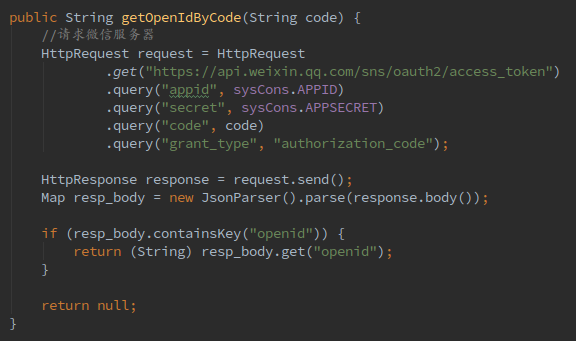 public String getOpenIdByCode(String code) {
//请求微信服务器
HttpRequest request = HttpRequest
.get("https://api.weixin.qq.com/sns/oauth2/access_token")
.query("appid", sysCons.APPID)
.query("secret", sysCons.APPSECRET)
.query("code", code)
.query("grant_type", "authorization_code");
HttpResponse response = request.send();
Map resp_body = new JsonParser().parse(response.body());
if (resp_body.containsKey("openid")) {
return (String) resp_body.get("openid");
}
return null;
}